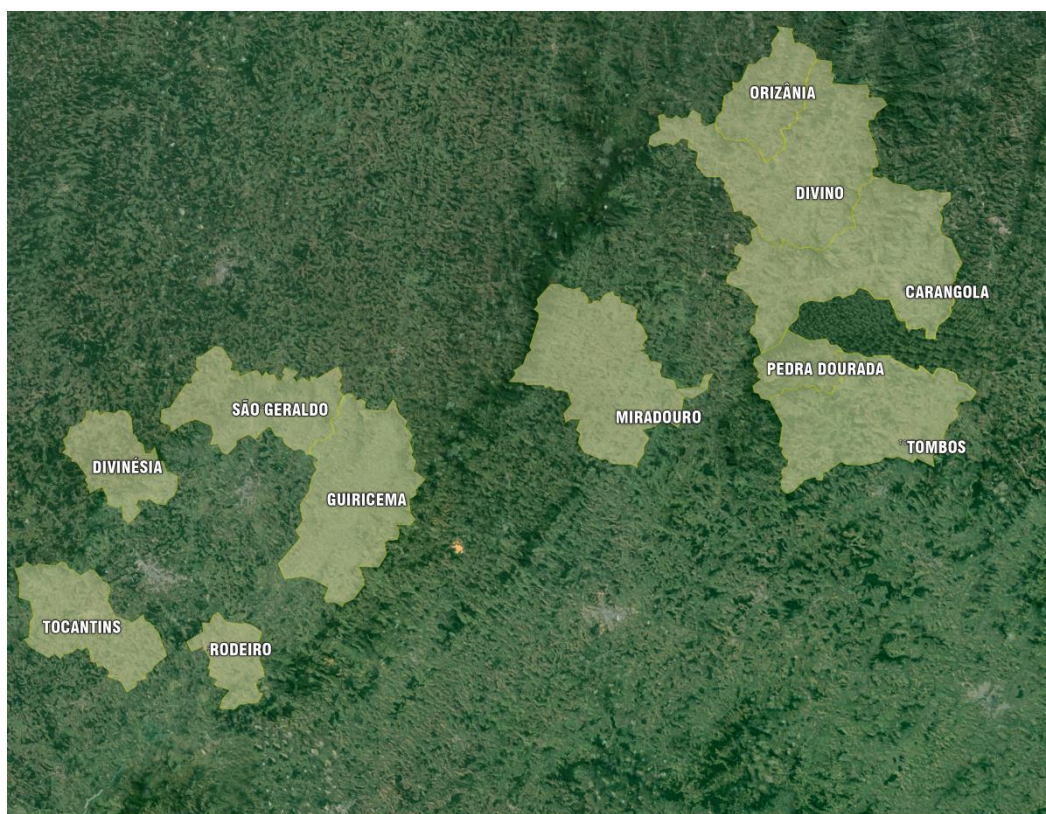 ORIZÂNIA
DIVINO
CARANGOLA
PEDRA DOURADA
MIRADOURO
SÃO GERALDO
TOMBOS
DIVINÉSIA
GUIRICEMA
TOCANTINS
RODEIRO